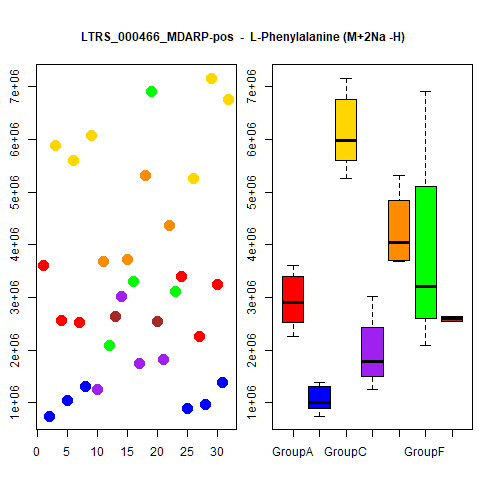 LTRS_000466_MDARP-pos - L-Phenylalanine (M+2Na -H)
7e+06
6e+06
5e+06
4e+06
3e+06
2e+06
1e+06
0 5 10 15 20 25 30
7e+06
6e+06
5e+06
4e+06
3e+06
2e+06
1e+06
GroupA GroupC GroupF